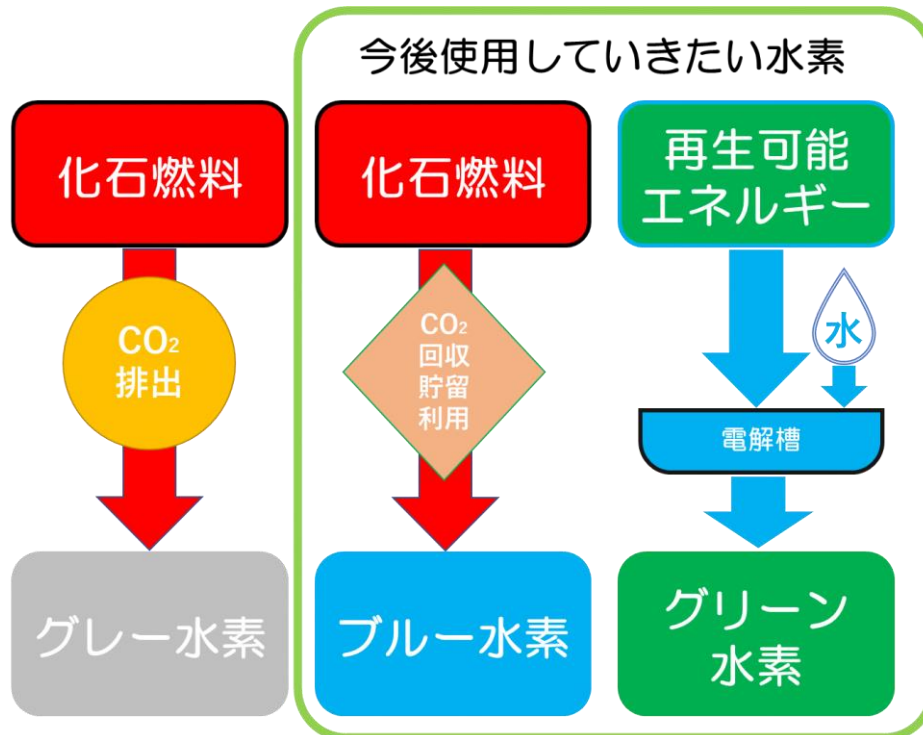 今後使用していきたい水素
化石燃料
CO₂
排出
グレー水素
化石燃料
CO₂
回収
貯留
利用
ブルー水素
再生可能
エネルギー
水
電解槽
グリーン
水素